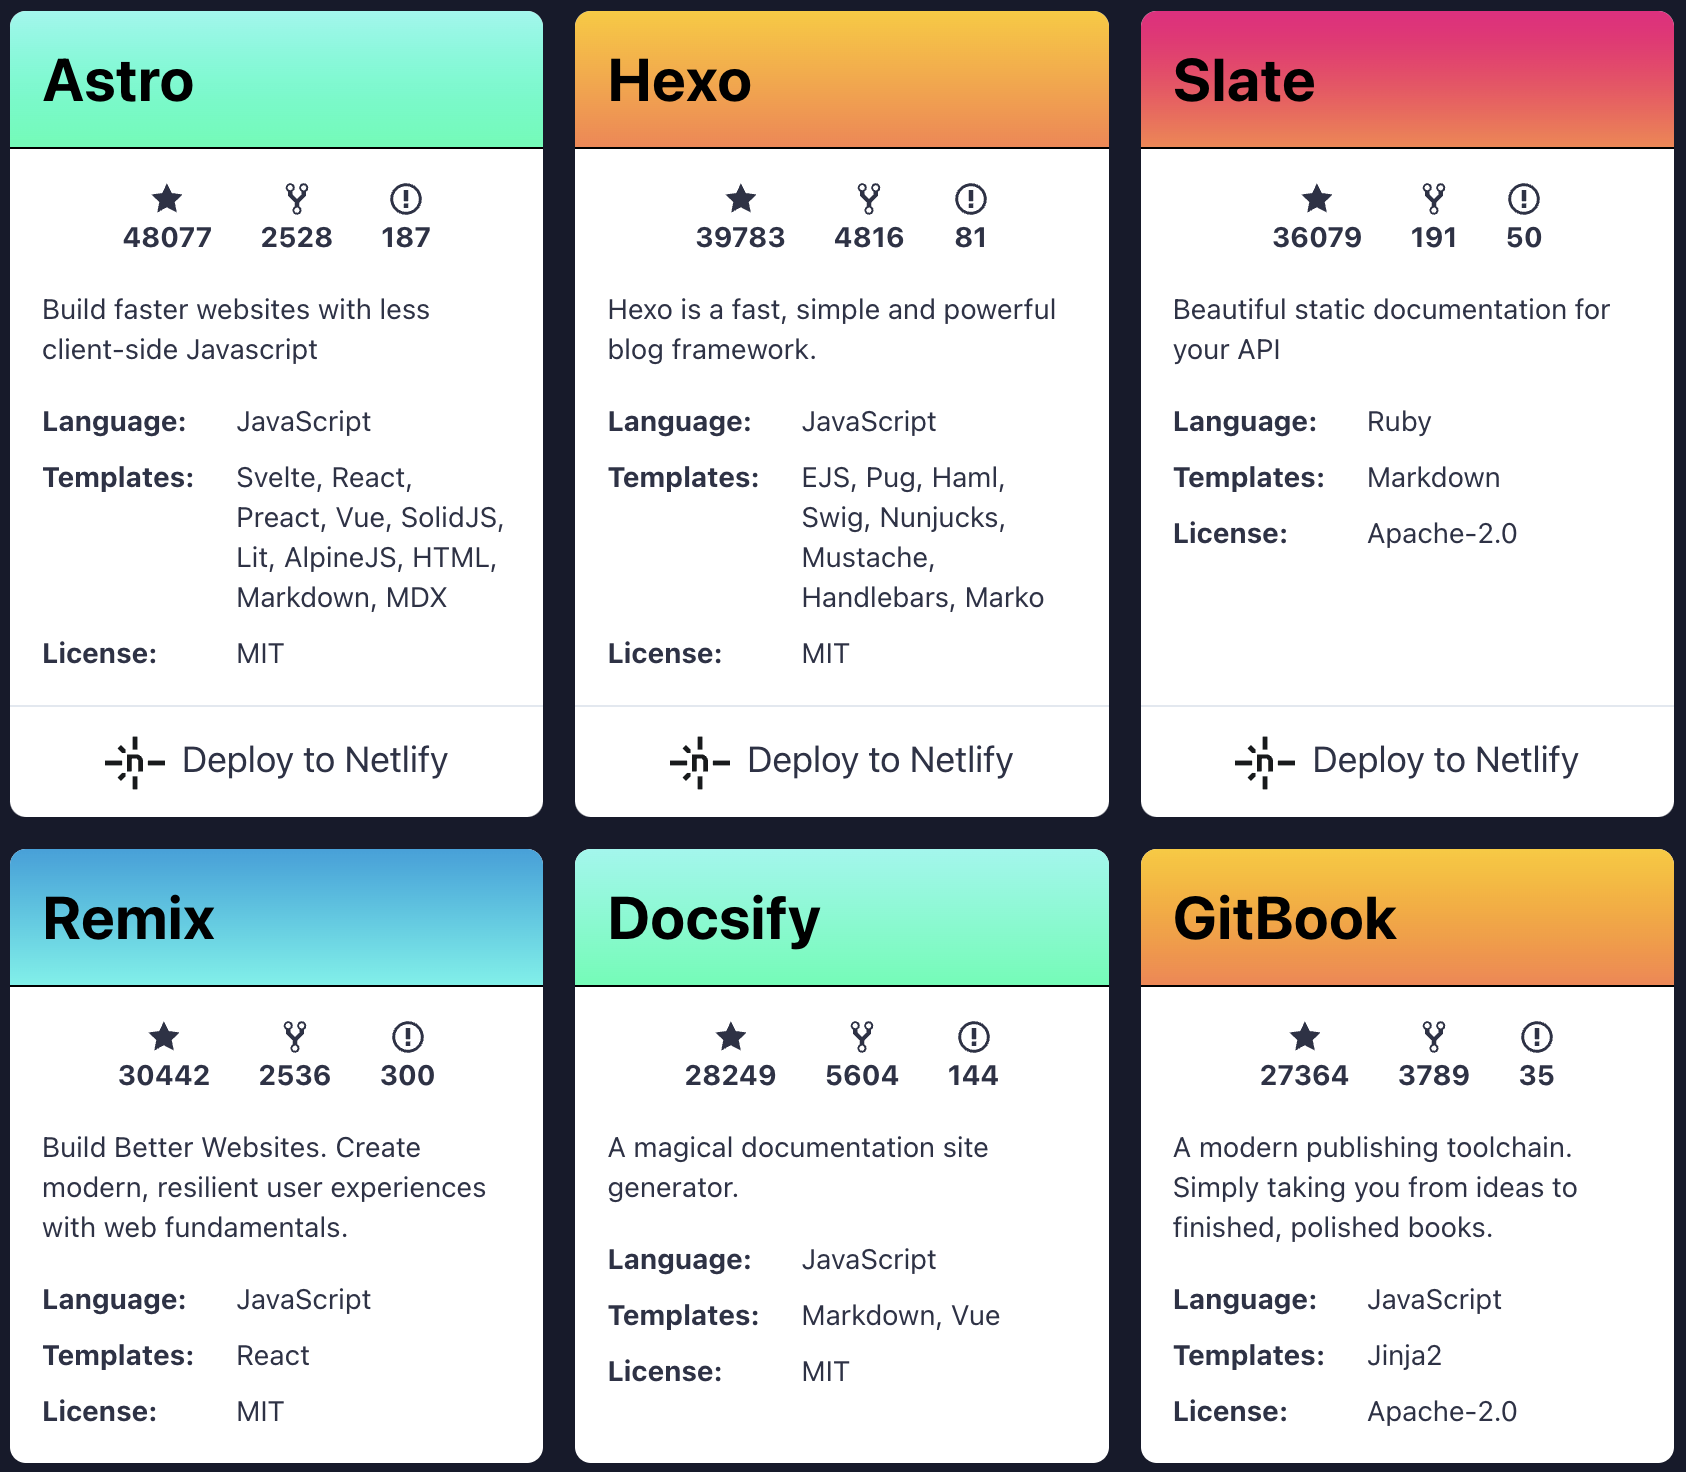 Astro
48077 2528 187
Build faster websites with less
client-side Javascript
Language: JavaScript
Templates: Svelte, React,
Preact, Vue, SolidJS,
Lit, AlpineJS, HTML,
Markdown, MDX
License: MIT
Deploy to Netlify
Hexo
39783 4816 81
Hexo is a fast, simple and powerful
blog framework.
Language: JavaScript
Templates: EJS, Pug, Haml,
Swig, Nunjucks,
Mustache,
Handlebars, Marko
License: MIT
Deploy to Netlify
Slate
36079 191 50
Beautiful static documentation for
your API
Language: Ruby
Templates: Markdown
License: Apache-2.0
Deploy to Netlify
Remix
30442 2536 300
Build Better Websites. Create
modern, resilient user experiences
with web fundamentals.
Language: JavaScript
Templates: React
License: MIT
Docsify
28249 5604 144
A magical documentation site
generator.
Language: JavaScript
Templates: Markdown, Vue
License: MIT
GitBook
27364 3789 35
A modern publishing toolchain.
Simply taking you from ideas to
finished, polished books.
Language: JavaScript
Templates: Jinja2
License: Apache-2.0